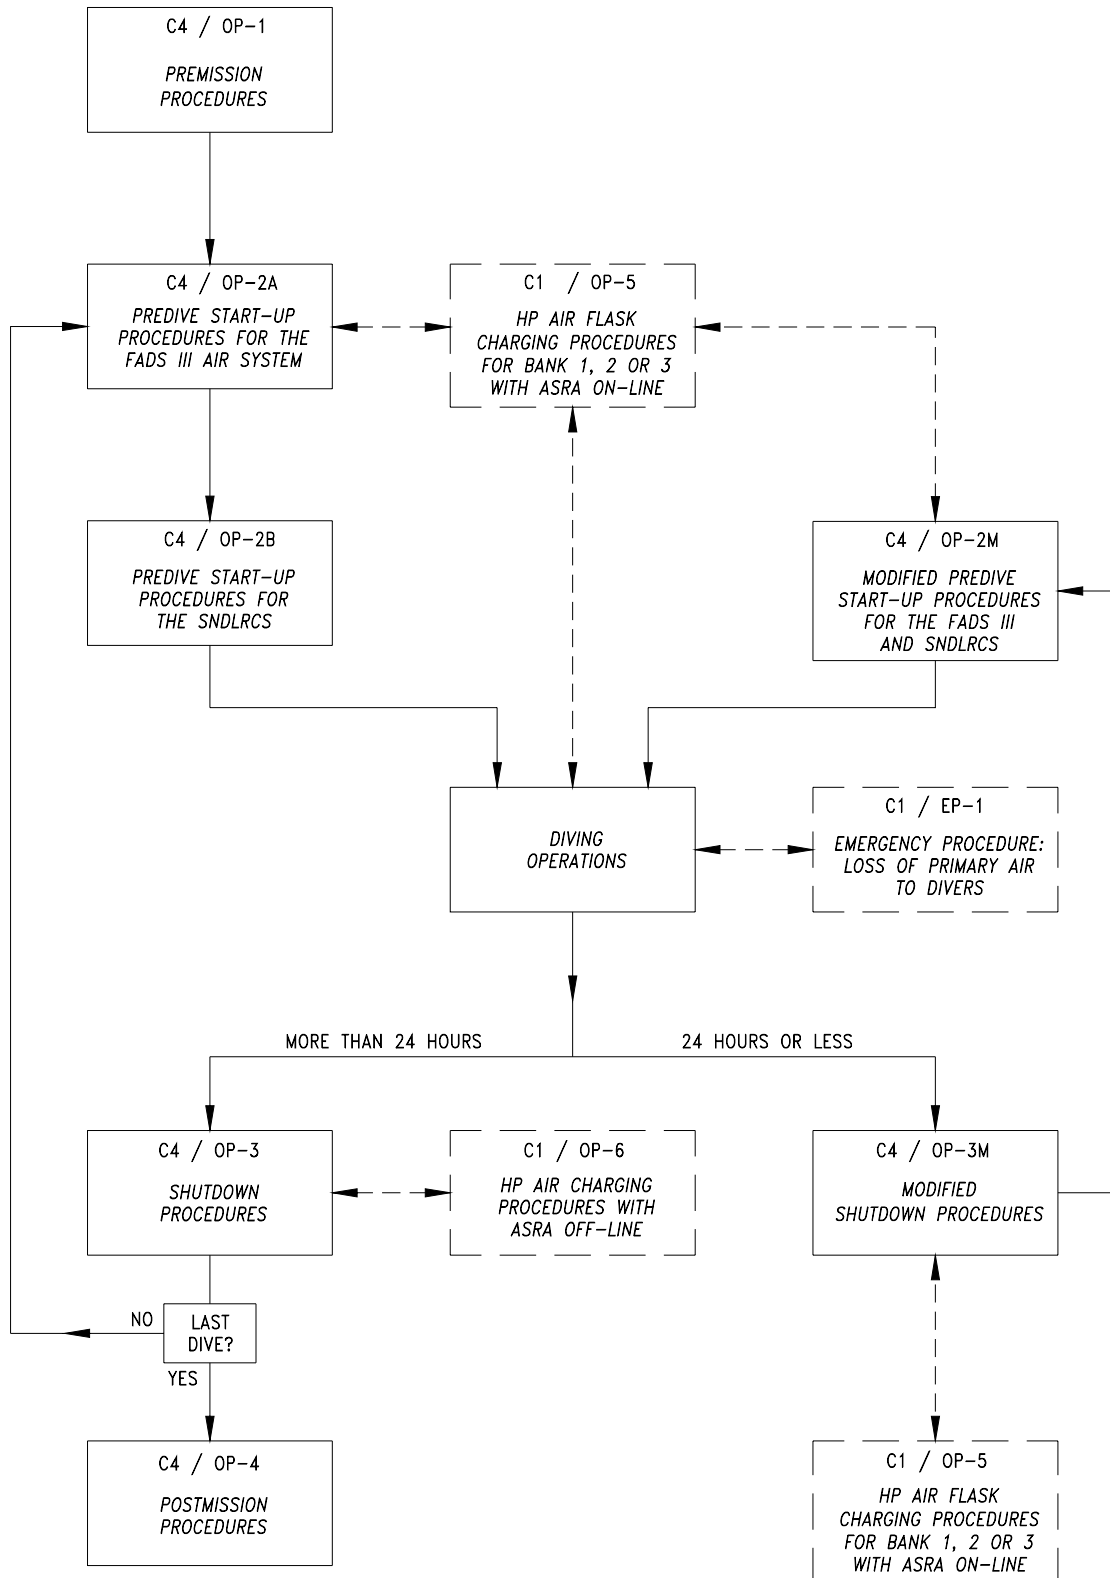 C4 / OP-1
PREMISSION
PROCEDURES
C4 / OP-2A
PREDIVE START-UP
PROCEDURES FOR THE
FADS III AIR SYSTEM
C1 / OP-5
HP AIR FLASK
CHARGING PROCEDURES
FOR BANK 1, 2 OR 3
WITH ASRA ON-LINE
C4 / OP-2B
PREDIVE START-UP
PROCEDURES FOR
THE SNDLRCS
C4 / OP-2M
MODIFIED PREDIVE
START-UP PROCEDURES
FOR THE FADS III
AND SNDLRCS
DIVING
OPERATIONS
C1 / EP-1
EMERGENCY PROCEDURE:
LOSS OF PRIMARY AIR
TO DIVERS
MORE THAN 24 HOURS
24 HOURS OR LESS
C4 / OP-3
SHUTDOWN
PROCEDURES
C1 / OP-6
HP AIR CHARGING
PROCEDURES WITH
ASRA OFF-LINE
C4 / OP-3M
MODIFIED
SHUTDOWN PROCEDURES
NO
LAST
DIVE?
YES
C4 / OP-4
POSTMISSION
PROCEDURES
C1 / OP-5
HP AIR FLASK
CHARGING PROCEDURES
FOR BANK 1, 2 OR 3
WITH ASRA ON-LINE